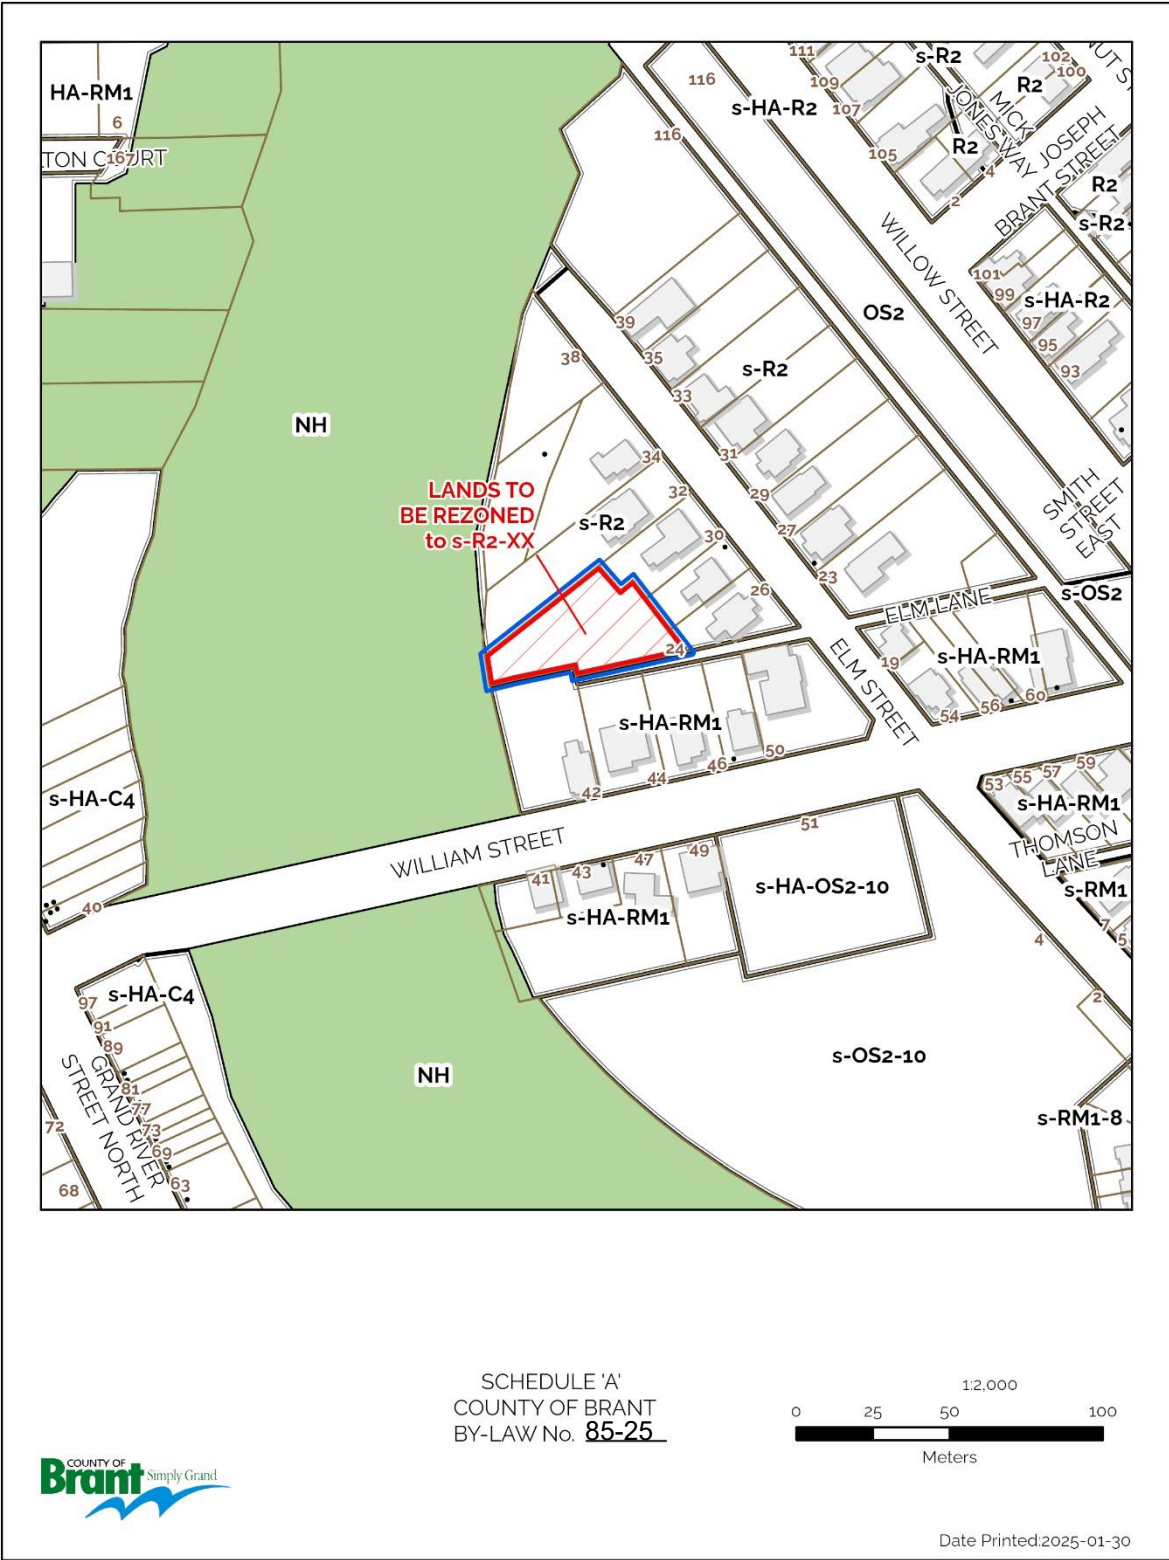 HA-RM1
6
TON COURT
167
111
109
107
105
116
116
s-HA-R2
s-R2
102
100
R2
MICK
JONES WAY
R2
4
2
JOSEPH
BRANT STREET
R2
s-R2
WILLOW STREET
OS2
101
99
97
95
93
s-HA-R2
39
38
35
33
31
29
27
23
s-R2
NH
LANDS TO
BE REZONED
to s-R2-XX
s-R2
34
32
30
26
24
SMITH
STREET
EAST
s-OS2
ELM LANE
ELM STREET
19
s-HA-RM1
54
56
60
s-HA-RM1
42
44
46
50
s-HA-C4
40
WILLIAM STREET
51
53
55
57
59
s-HA-RM1
THOMSON
LANE
s-RM1
7
5
41
43
47
49
s-HA-RM1
s-HA-OS2-10
4
2
s-OS2-10
s-RM1-8
s-HA-C4
97
91
89
81
77
73
69
63
GRAND RIVER
STREET NORTH
72
68
NH
SCHEDULE 'A'
COUNTY OF BRANT
BY-LAW No. 85-25
1:2,000
0 25 50 100
Meters
COUNTY OF
Brant Simply Grand
Date Printed:2025-01-30